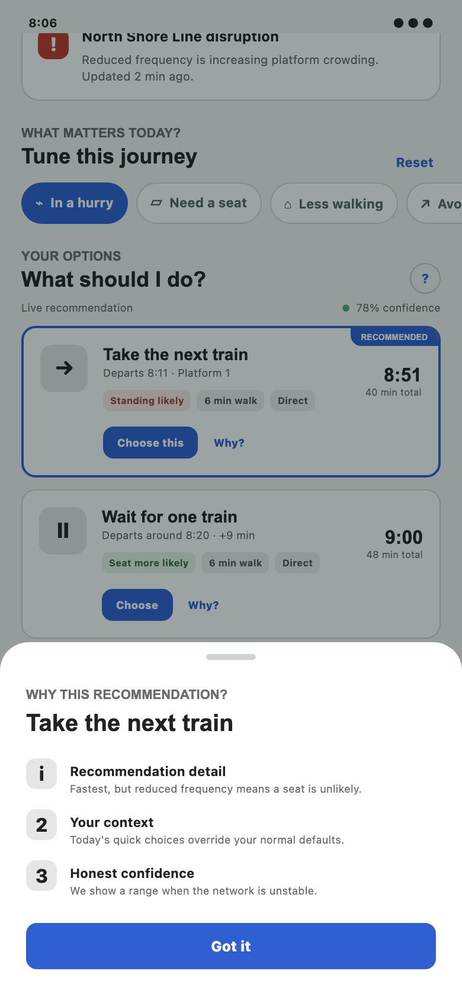 8:06
North Shore Line disruption
Reduced frequency is increasing platform crowding.
Updated 2 min ago.
WHAT MATTERS TODAY?
Tune this journey
Reset
In a hurry
Need a seat
Less walking
Avo
YOUR OPTIONS
What should I do?
?
Live recommendation
78% confidence
RECOMMENDED
Take the next train
Departs 8:11 · Platform 1
8:51
40 min total
Standing likely
6 min walk
Direct
Choose this
Why?
Wait for one train
Departs around 8:20 · +9 min
9:00
48 min total
Seat more likely
6 min walk
Direct
Choose
Why?
WHY THIS RECOMMENDATION?
Take the next train
i
Recommendation detail
Fastest, but reduced frequency means a seat is unlikely.
2
Your context
Today's quick choices override your normal defaults.
3
Honest confidence
We show a range when the network is unstable.
Got it